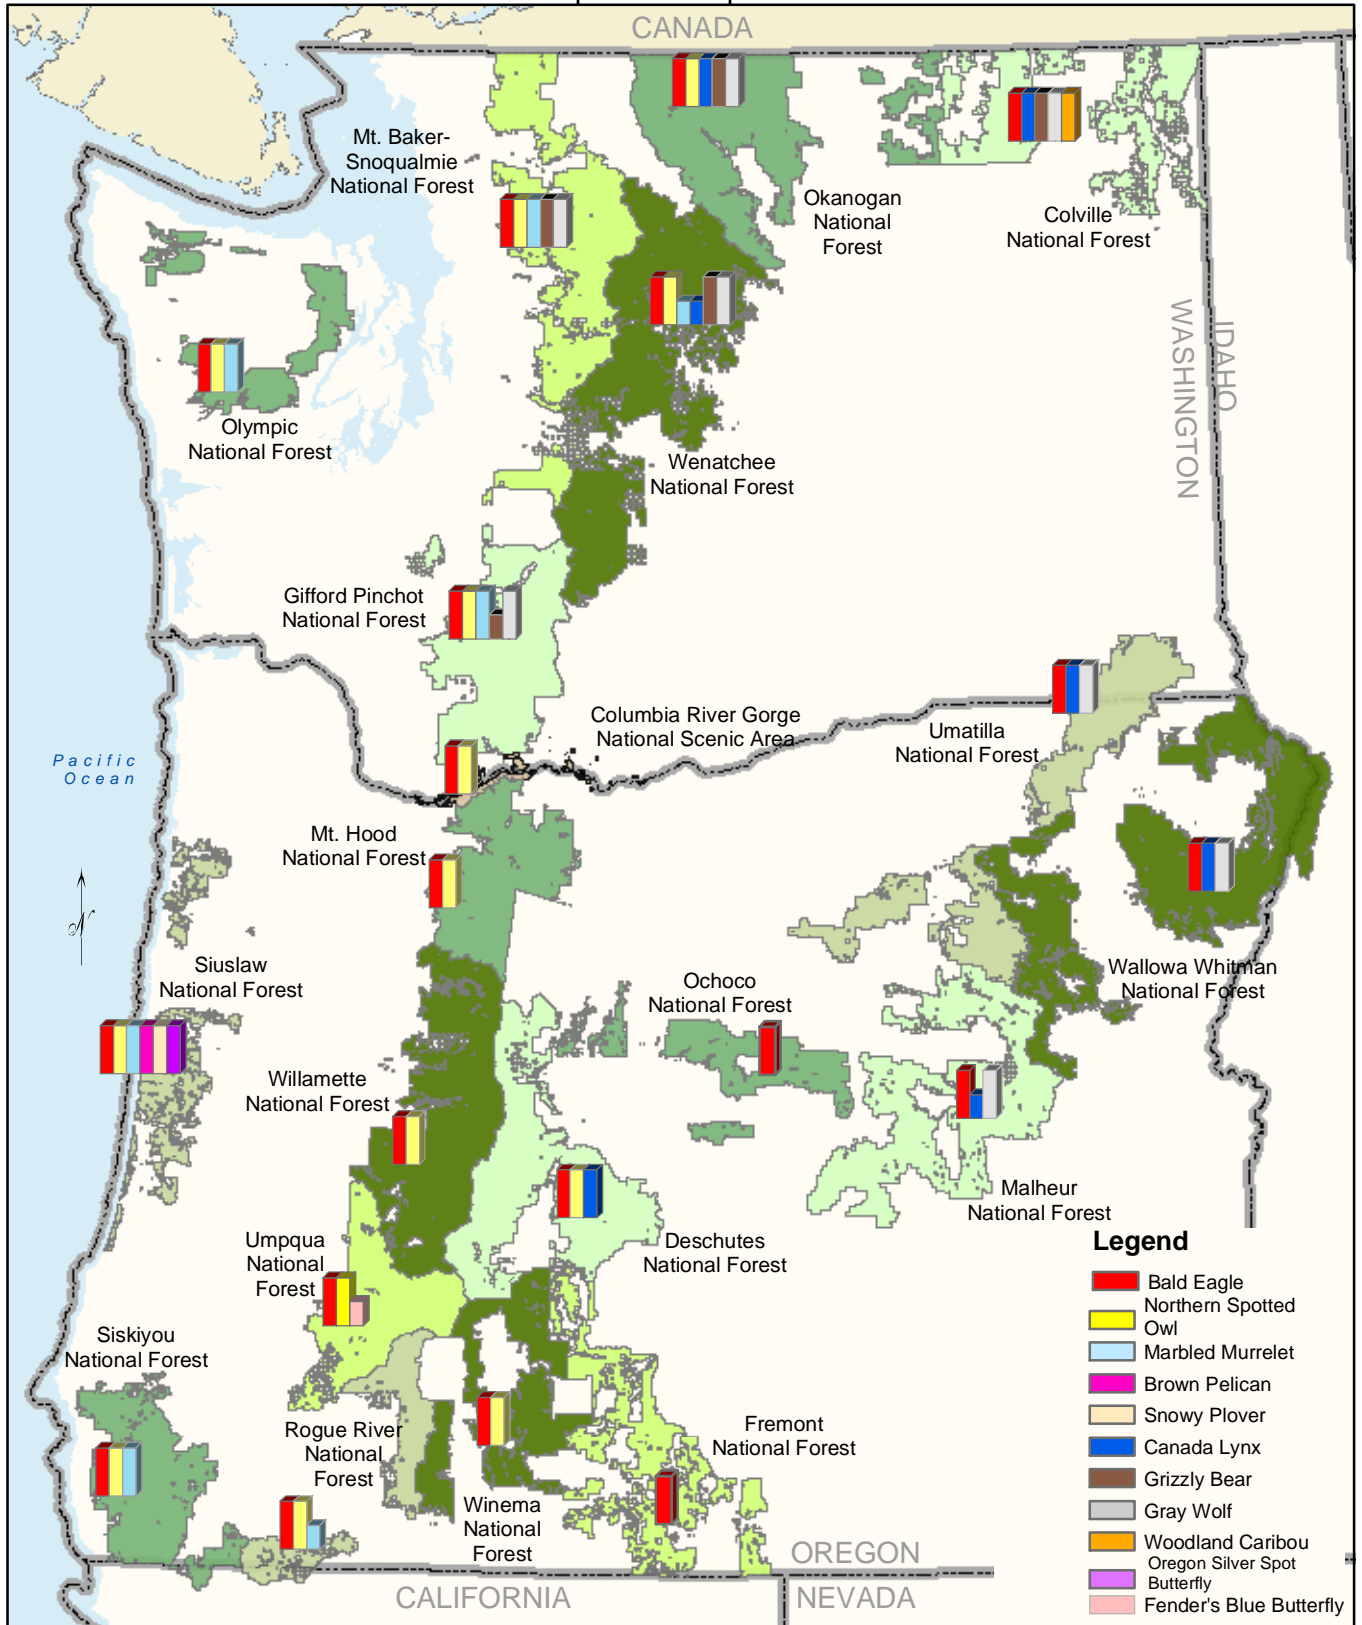 CANADA
Mt. Baker-
Snoqualmie
National Forest
Okanogan
National
Forest
Colville
National Forest
WASHINGTON
IDAHO
Olympic
National Forest
Wenatchee
National Forest
Gifford Pinchot
National Forest
Columbia River Gorge
National Scenic Area
Umatilla
National Forest
Pacific
Ocean
Mt. Hood
National Forest
N
Siuslaw
National Forest
Ochoco
National Forest
Wallowa Whitman
National Forest
Willamette
National Forest
Malheur
National Forest
Umpqua
National
Forest
Deschutes
National Forest
Siskiyou
National Forest
Rogue River
National
Forest
Winema
National
Forest
Fremont
National Forest
OREGON
CALIFORNIA
NEVADA
Legend
Bald Eagle
Northern Spotted
Owl
Marbled Murrelet
Brown Pelican
Snowy Plover
Canada Lynx
Grizzly Bear
Gray Wolf
Woodland Caribou
Oregon Silver Spot
Butterfly
Fender's Blue Butterfly